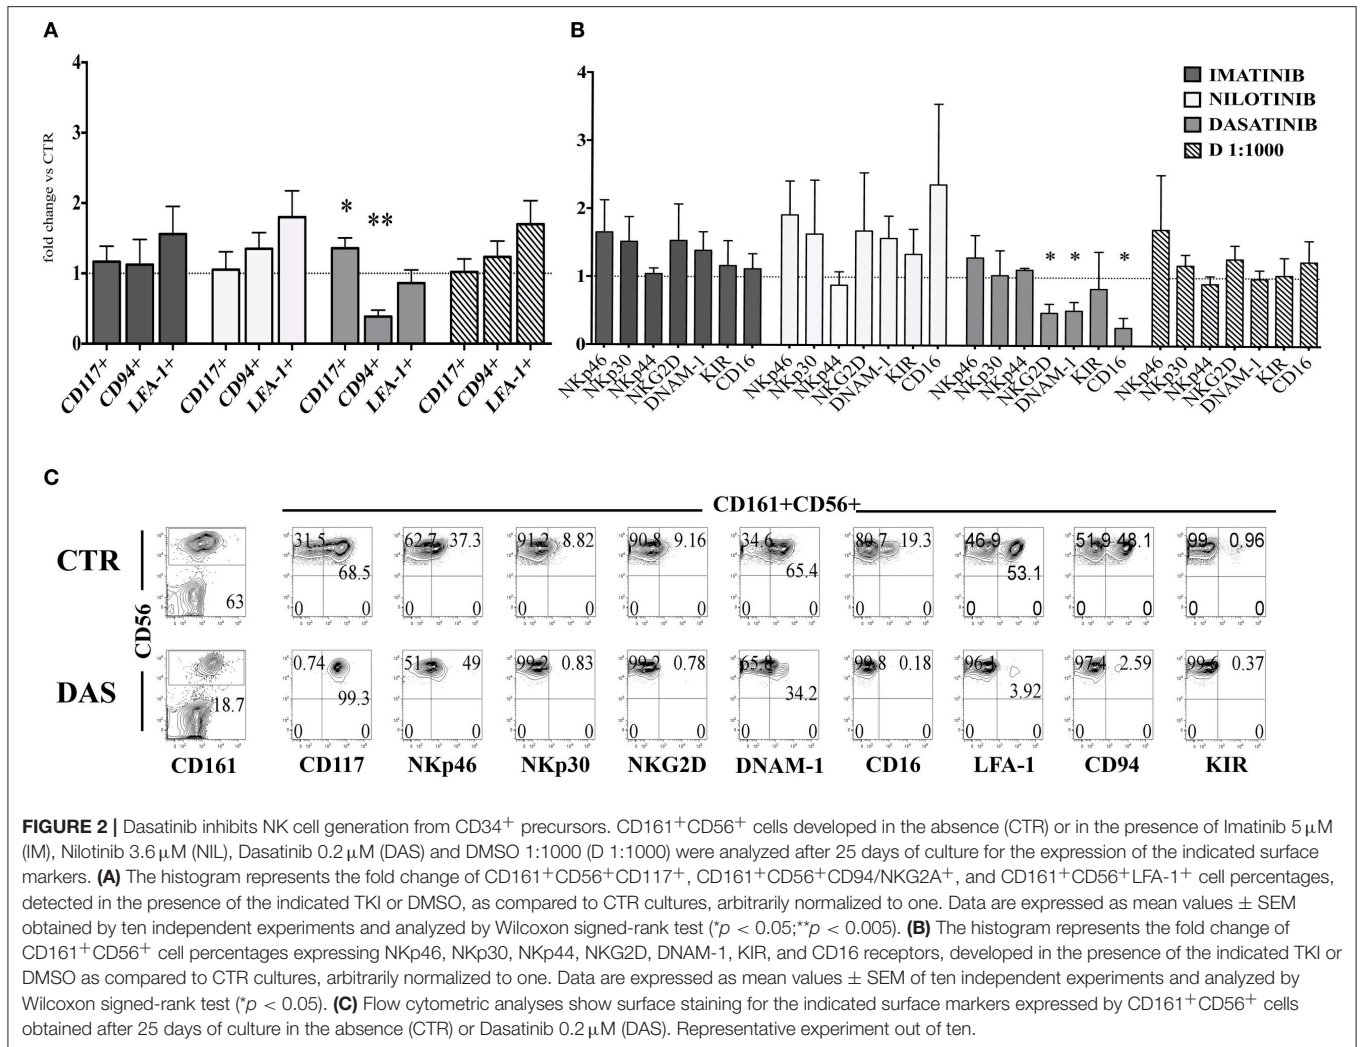 A
4
3
2
1
0
fold change vs CTR
*
**
CD117+
CD94+
LFA-1+
CD117+
CD94+
LFA-1+
CD117+
CD94+
LFA-1+
CD117+
CD94+
LFA-1+
B
4
3
2
1
0
IMATINIB
NILOTINIB
DASATINIB
D 1:1000
*
*
*
NKp46
NKp30
NKp44
NKG2D
DNAM-1
KIR
CD16
NKp46
NKp30
NKp44
NKG2D
DNAM-1
KIR
CD16
NKp46
NKp30
NKp44
NKG2D
DNAM-1
KIR
CD16
NKp46
NKp30
NKp44
NKG2D
DNAM-1
KIR
CD16
C
CD161+CD56+
CTR
63
31.5
68.5
0 0
62.7 37.3
0 0
91.2 8.82
0 0
90.8 9.16
0 0
34.6
65.4
0 0
80.7 19.3
0 0
46.9
53.1
0 0
51.9 48.1
0 0
99 0.96
0 0
CD56
DAS
18.7
0.74
99.3
0 0
51 49
0 0
99.2 0.83
0 0
99.2 0.78
0 0
65.8
34.2
0 0
99.8 0.18
0 0
96.1
3.92
0 0
97.4 2.59
0 0
99.6 0.37
0 0
CD161 CD117 NKp46 NKp30 NKG2D DNAM-1 CD16 LFA-1 CD94 KIR
FIGURE 2 | Dasatinib inhibits NK cell generation from CD34+ precursors. CD161+CD56+ cells developed in the absence (CTR) or in the presence of Imatinib 5 μM
(IM), Nilotinib 3.6 μM (NIL), Dasatinib 0.2 μM (DAS) and DMSO 1:1000 (D 1:1000) were analyzed after 25 days of culture for the expression of the indicated surface
markers. (A) The histogram represents the fold change of CD161+CD56+CD117+, CD161+CD56+CD94/NKG2A+, and CD161+CD56+LFA-1+ cell percentages,
detected in the presence of the indicated TKI or DMSO, as compared to CTR cultures, arbitrarily normalized to one. Data are expressed as mean values ± SEM
obtained by ten independent experiments and analyzed by Wilcoxon signed-rank test (*p < 0.05;**p < 0.005). (B) The histogram represents the fold change of
CD161+CD56+ cell percentages expressing NKp46, NKp30, NKp44, NKG2D, DNAM-1, KIR, and CD16 receptors, developed in the presence of the indicated TKI or
DMSO as compared to CTR cultures, arbitrarily normalized to one. Data are expressed as mean values ± SEM of ten independent experiments and analyzed by
Wilcoxon signed-rank test (*p < 0.05). (C) Flow cytometric analyses show surface staining for the indicated surface markers expressed by CD161+CD56+ cells
obtained after 25 days of culture in the absence (CTR) or Dasatinib 0.2 μM (DAS). Representative experiment out of ten.